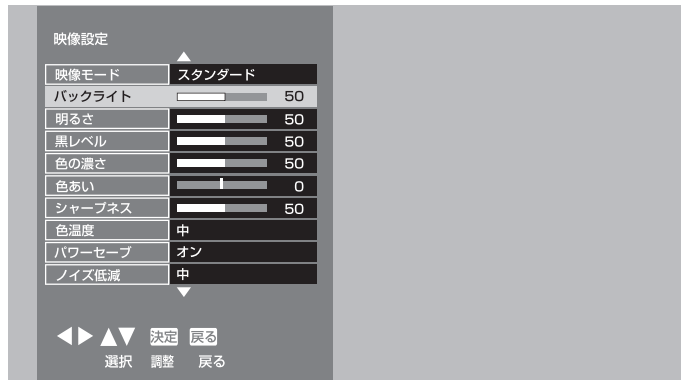 映像設定
映像モード スタンダード
バックライト 50
明るさ 50
黒レベル 50
色の濃さ 50
色あい 0
シャープネス 50
色温度 中
パワーセーブ オン
ノイズ低減 中
決定 戻る
選択 調整 戻る